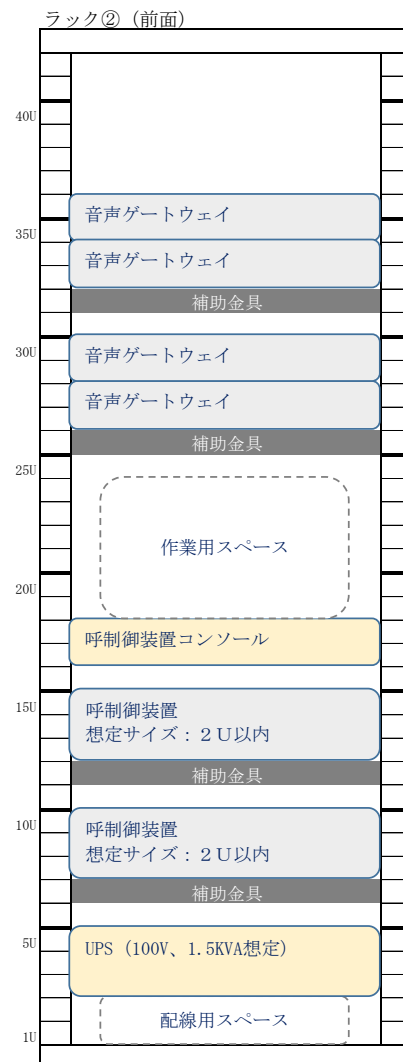 ラック②（前面）
40U
音声ゲートウェイ
35U
音声ゲートウェイ
補助金具
30U
音声ゲートウェイ
音声ゲートウェイ
補助金具
25U
作業用スペース
20U
呼制御装置コンソール
15U
呼制御装置
想定サイズ：２Ｕ以内
補助金具
10U
呼制御装置
想定サイズ：２Ｕ以内
補助金具
5U
UPS（100V、1.5KVA想定）
配線用スペース
1U